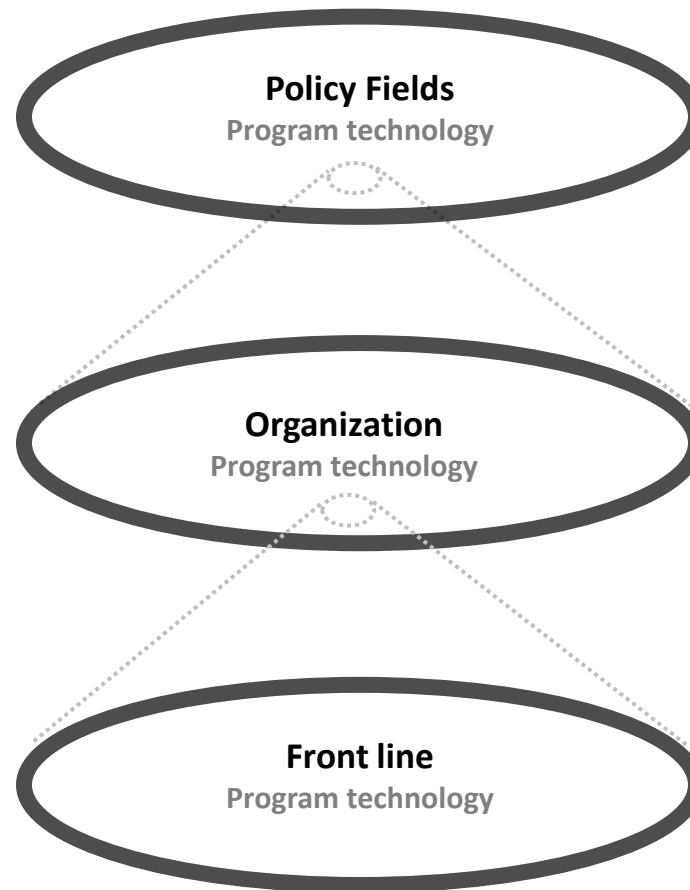 Policy Fields
Program technology
Organization
Program technology
Front line
Program technology